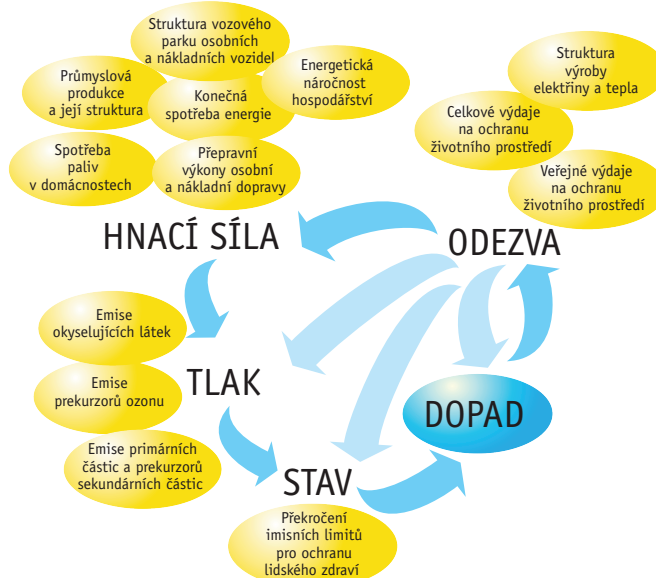 Struktura vozového
parku osobních
a nákladních vozidel
Průmyslová
produkce
a její struktura
Konečná
spotřeba energie
Energetická
náročnost
hospodářství
Spotřeba
paliv
v domácnostech
Přepravní
výkony osobní
a nákladní dopravy
Struktura
výroby
elektřiny a tepla
Celkové výdaje
na ochranu
životního prostředí
Veřejné výdaje
na ochranu
životního prostředí
HNACÍ SÍLA
ODEZVA
Emise
okyselujících látek
Emise
prekurzorů ozonu
TLAK
DOPAD
Emise primárních
částic a prekurzorů
sekundárních částic
STAV
Překročení
imisních limitů
pro ochranu
lidského zdraví